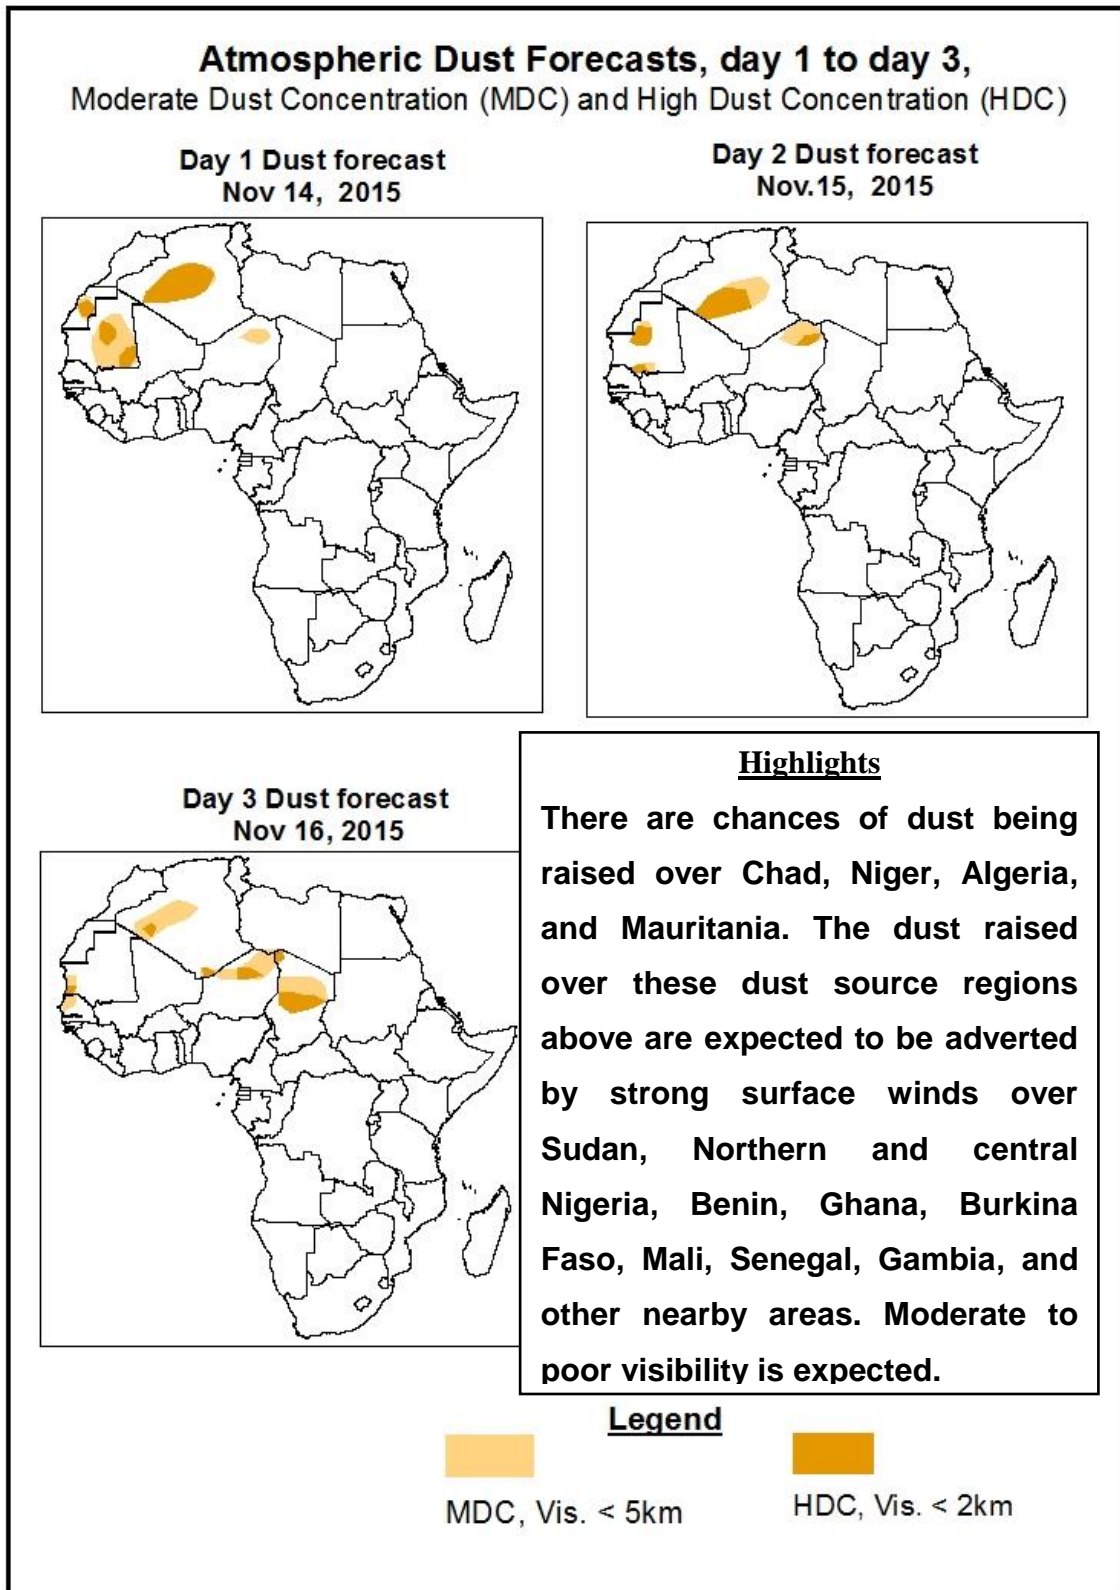 Atmospheric Dust Forecasts, day 1 to day 3,
Moderate Dust Concentration (MDC) and High Dust Concentration (HDC)
Day 1 Dust forecast
Nov 14, 2015
Day 2 Dust forecast
Nov.15, 2015
Day 3 Dust forecast
Nov 16, 2015
Highlights
There are chances of dust being
raised over Chad, Niger, Algeria,
and Mauritania. The dust raised
over these dust source regions
above are expected to be adverted
by strong surface winds over
Sudan, Northern and central
Nigeria, Benin, Ghana, Burkina
Faso, Mali, Senegal, Gambia, and
other nearby areas. Moderate to
poor visibility is expected.
Legend
MDC, Vis. < 5km
HDC, Vis. < 2km